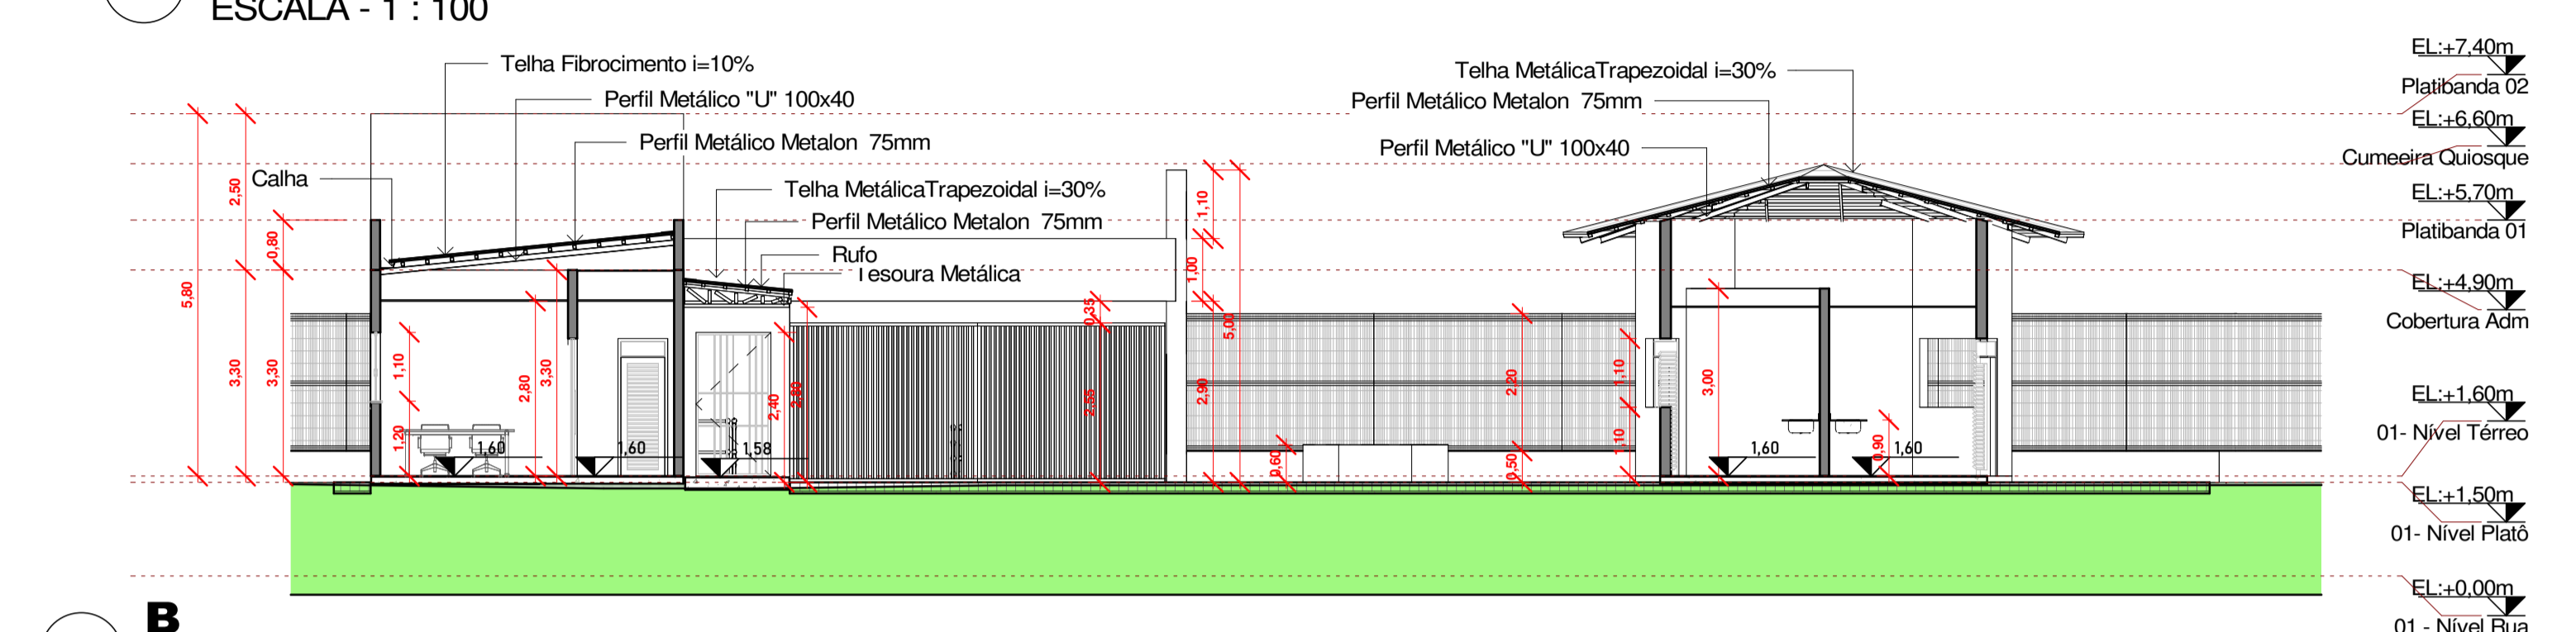 ESCALA - 1 : 100
Telha Fibrocimento i=10%
Perfil Metálico "U" 100x40
Perfil Metálico Metalon 75mm
Calha
Telha MetálicaTrapezoidal i=30%
Perfil Metálico Metalon 75mm
Rufo
Tesoura Metálica
Telha MetálicaTrapezoidal i=30%
Perfil Metálico Metalon 75mm
Perfil Metálico "U" 100x40
EL:+7,40m
Platibanda 02
EL:+6,60m
Cumeeira Quiosque
EL:+5,70m
Platibanda 01
EL:+4,90m
Cobertura Adm
EL:+1,60m
01- Nível Térreo
EL:+1,50m
01- Nível Platô
EL:+0,00m
01 - Nível Rua
5,80
2,50
3,30
0,80
3,30
1,10
1,20
2,80
3,30
1,60
1,60
1,58
2,40
2,80
0,35
2,55
1,10
1,00
2,90
5,00
0,60
2,20
0,50
1,10
1,10
3,00
1,60
0,90
1,60
B